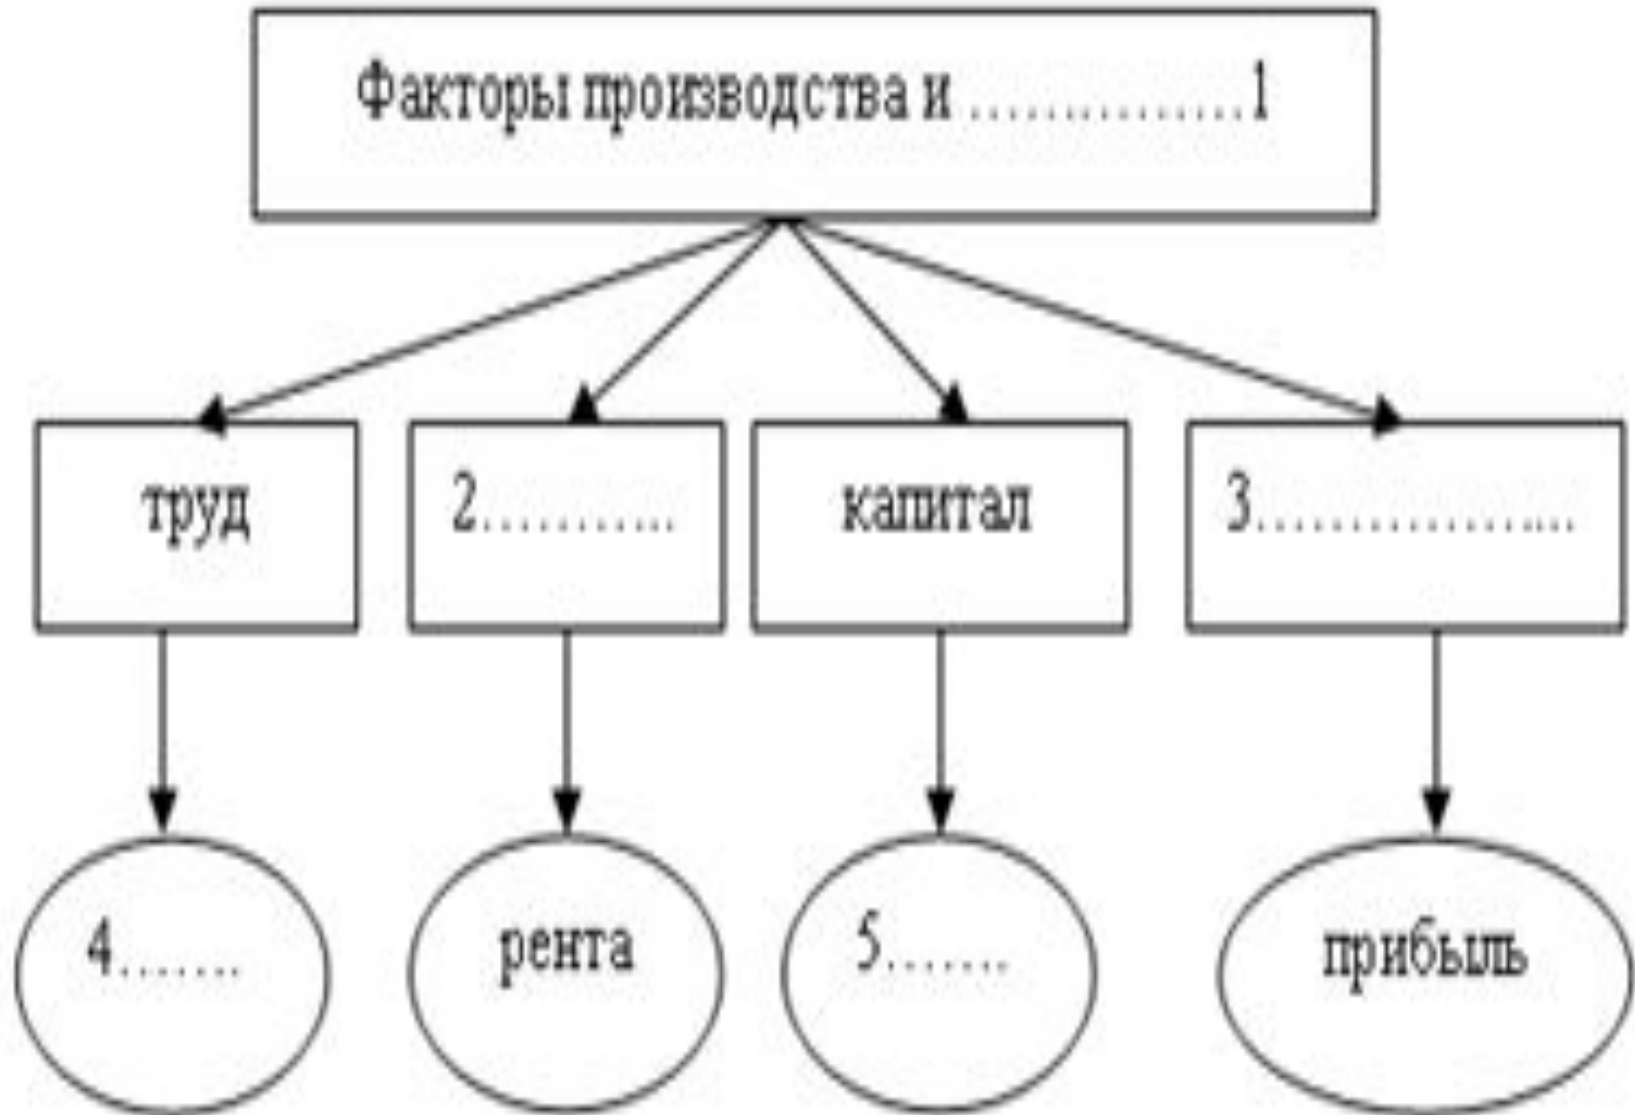 Факторы производства и ...............1
труд
2...........
капитал
3..................
4.......
рента
5.......
прибыль